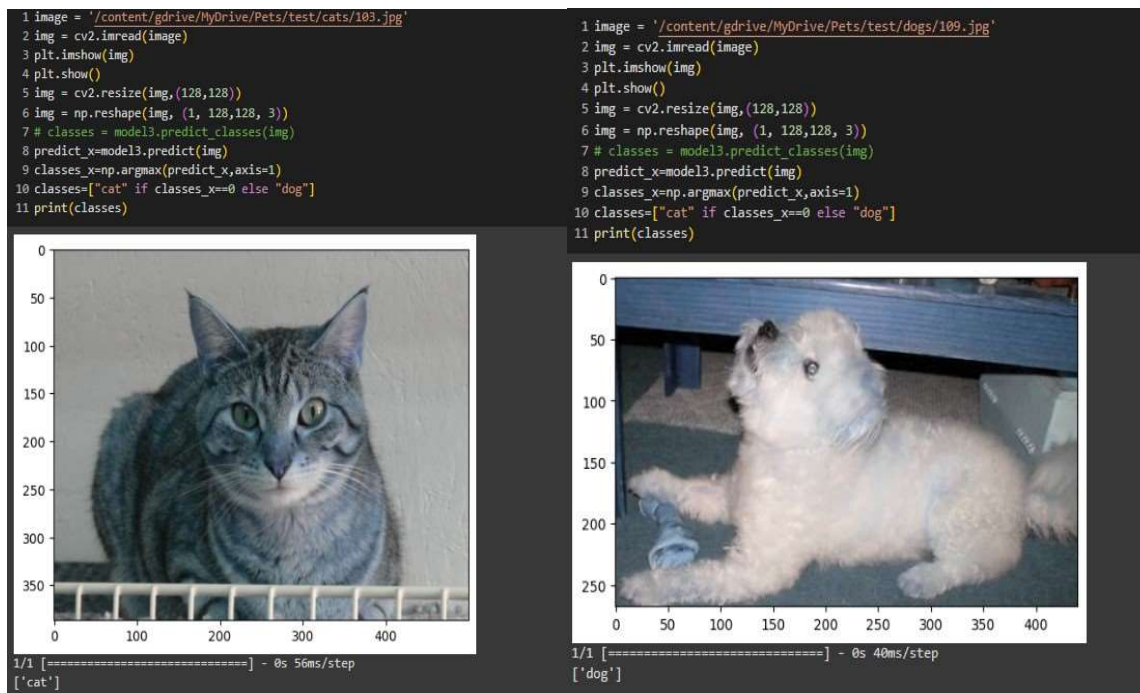 1 image = '/content/gdrive/MyDrive/Pets/test/cats/103.jpg'
2 img = cv2.imread(image)
3 plt.imshow(img)
4 plt.show()
5 img = cv2.resize(img,(128,128))
6 img = np.reshape(img, (1, 128,128, 3))
7 # classes = model3.predict_classes(img)
8 predict_x=model3.predict(img)
9 classes_x=np.argmax(predict_x,axis=1)
10 classes=["cat" if classes_x==0 else "dog"]
11 print(classes)
0
50
100
150
200
250
300
350
0 100 200 300 400
1/1 [==============================] - 0s 56ms/step
['cat']
1 image = '/content/gdrive/MyDrive/Pets/test/dogs/109.jpg'
2 img = cv2.imread(image)
3 plt.imshow(img)
4 plt.show()
5 img = cv2.resize(img,(128,128))
6 img = np.reshape(img, (1, 128,128, 3))
7 # classes = model3.predict_classes(img)
8 predict_x=model3.predict(img)
9 classes_x=np.argmax(predict_x,axis=1)
10 classes=["cat" if classes_x==0 else "dog"]
11 print(classes)
0
50
100
150
200
250
0 50 100 150 200 250 300 350 400
1/1 [==============================] - 0s 40ms/step
['dog']